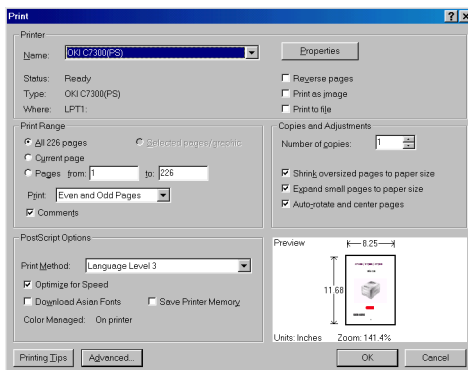 Print
Printer
Name: OKI C7300(PS)
Properties
Status: Ready
Type: OKI C7300(PS)
Where: LPT1:
Reverse pages
Print as image
Print to file
Print Range
All 226 pages
Selected pages/graphic
Current page
Pages from: 1 to: 226
Print: Even and Odd Pages
Comments
Copies and Adjustments
Number of copies: 1
Shrink oversized pages to paper size
Expand small pages to paper size
Auto-rotate and center pages
PostScript Options
Print Method: Language Level 3
Optimize for Speed
Download Asian Fonts
Save Printer Memory
Color Managed: On printer
Preview
8.25
11.68
Units: Inches Zoom: 141.4%
Printing Tips
Advanced...
OK
Cancel